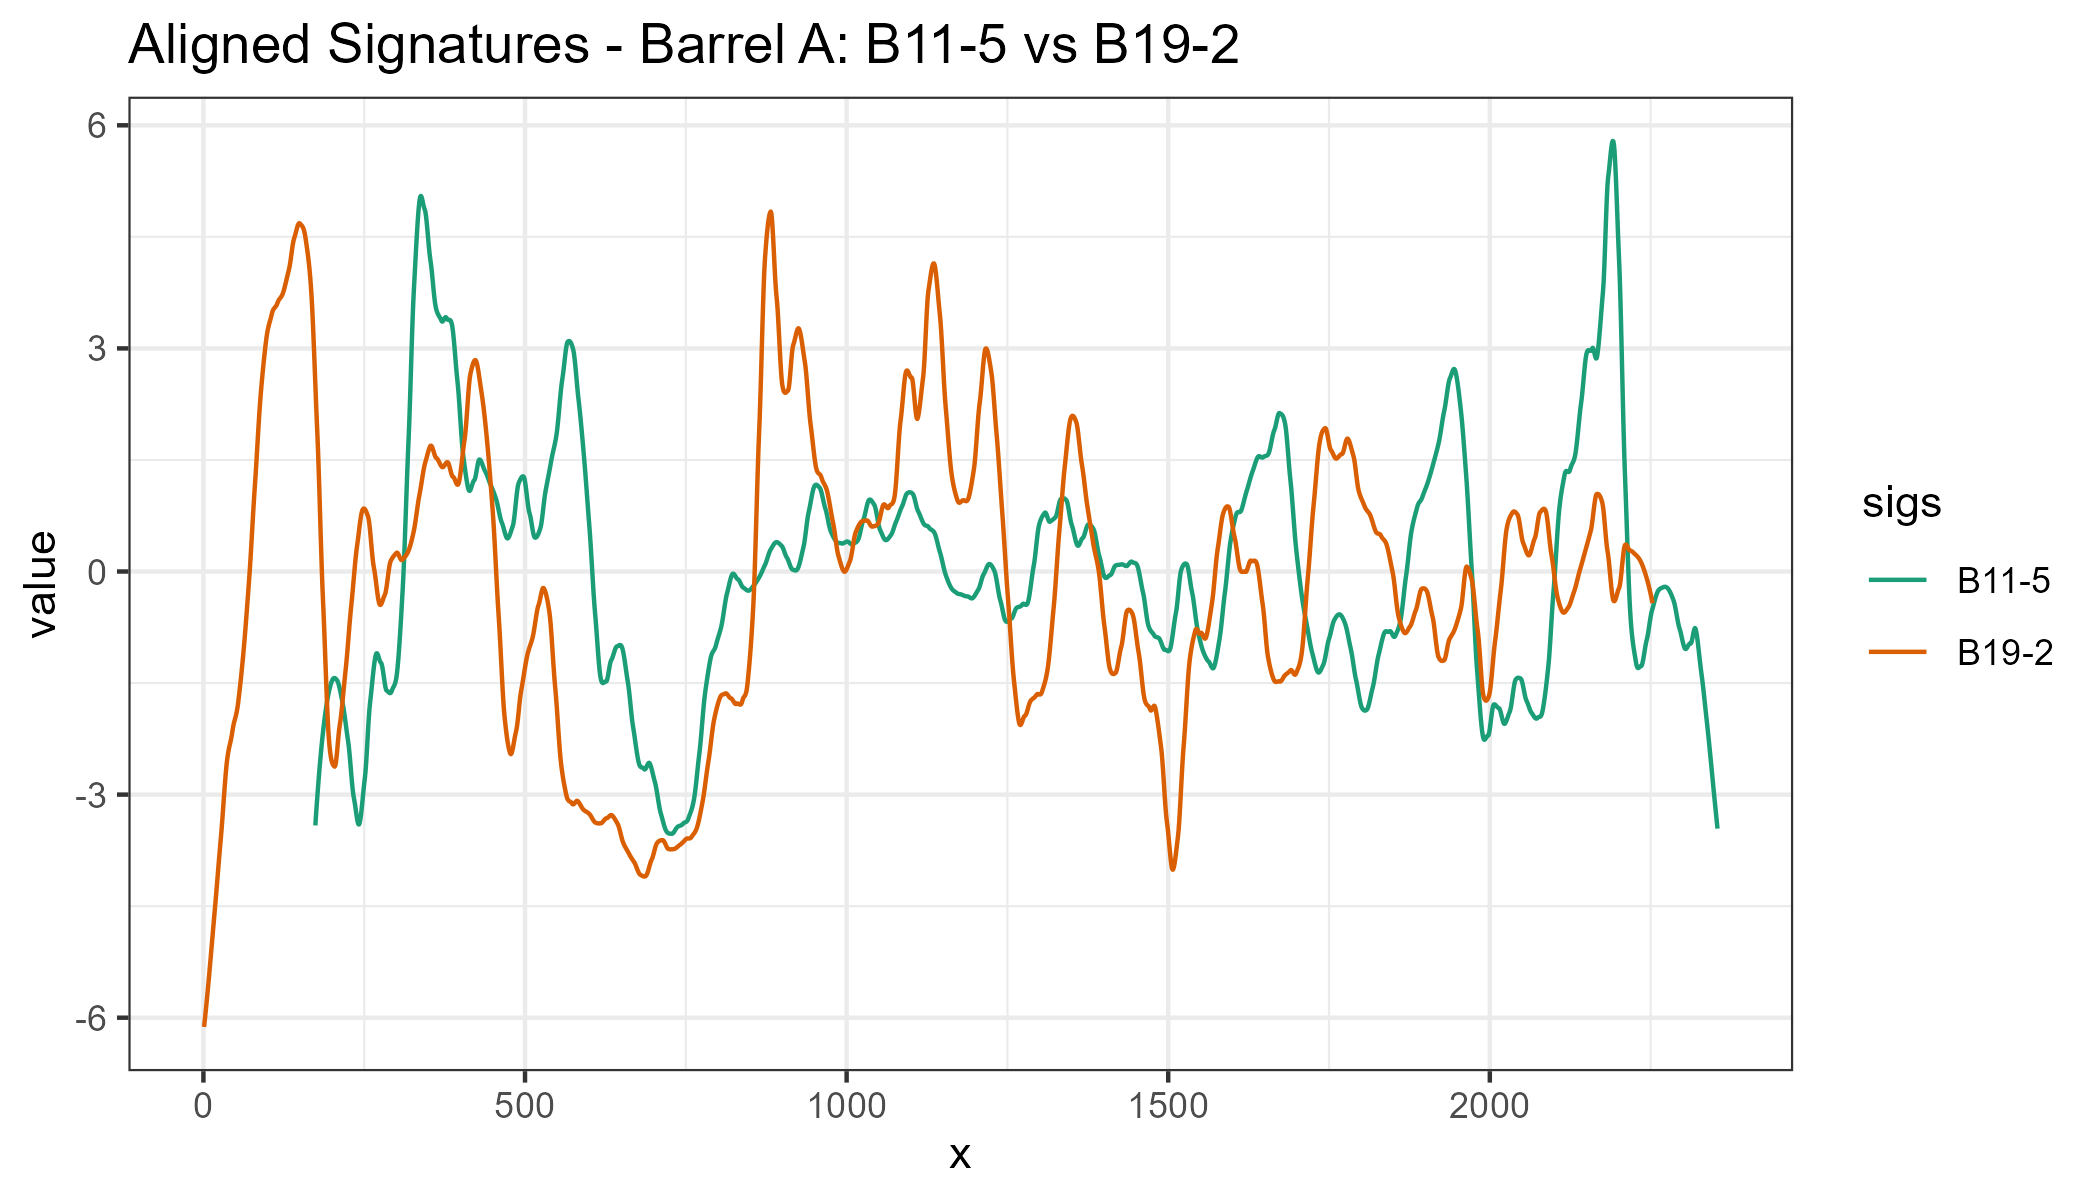 Aligned Signatures - Barrel A: B11-5 vs B19-2
6
3
0
-3
-6
value
0 500 1000 1500 2000
x
sigs
B11-5
B19-2